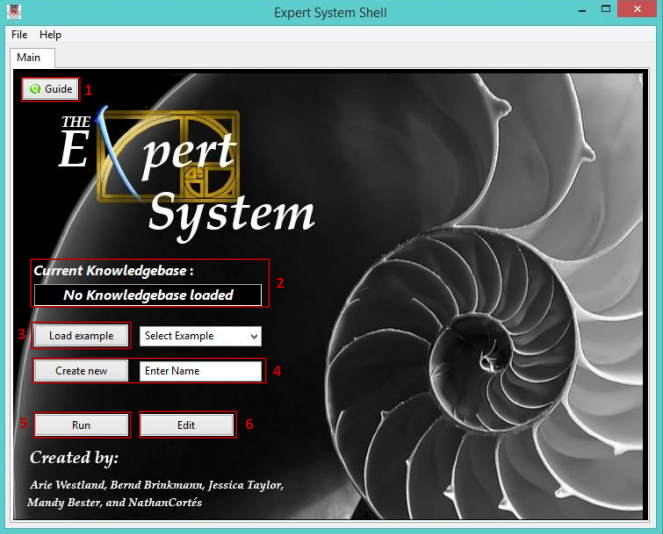 Expert System Shell
File Help
Main
Guide 1
THE
Expert
System
Current Knowledgebase :
No Knowledgebase loaded
2
3 Load example Select Example
Create new Enter Name 4
5 Run Edit 6
Created by:
Arie Westland, Bernd Brinkmann, Jessica Taylor,
Mandy Bester, and NathanCortés